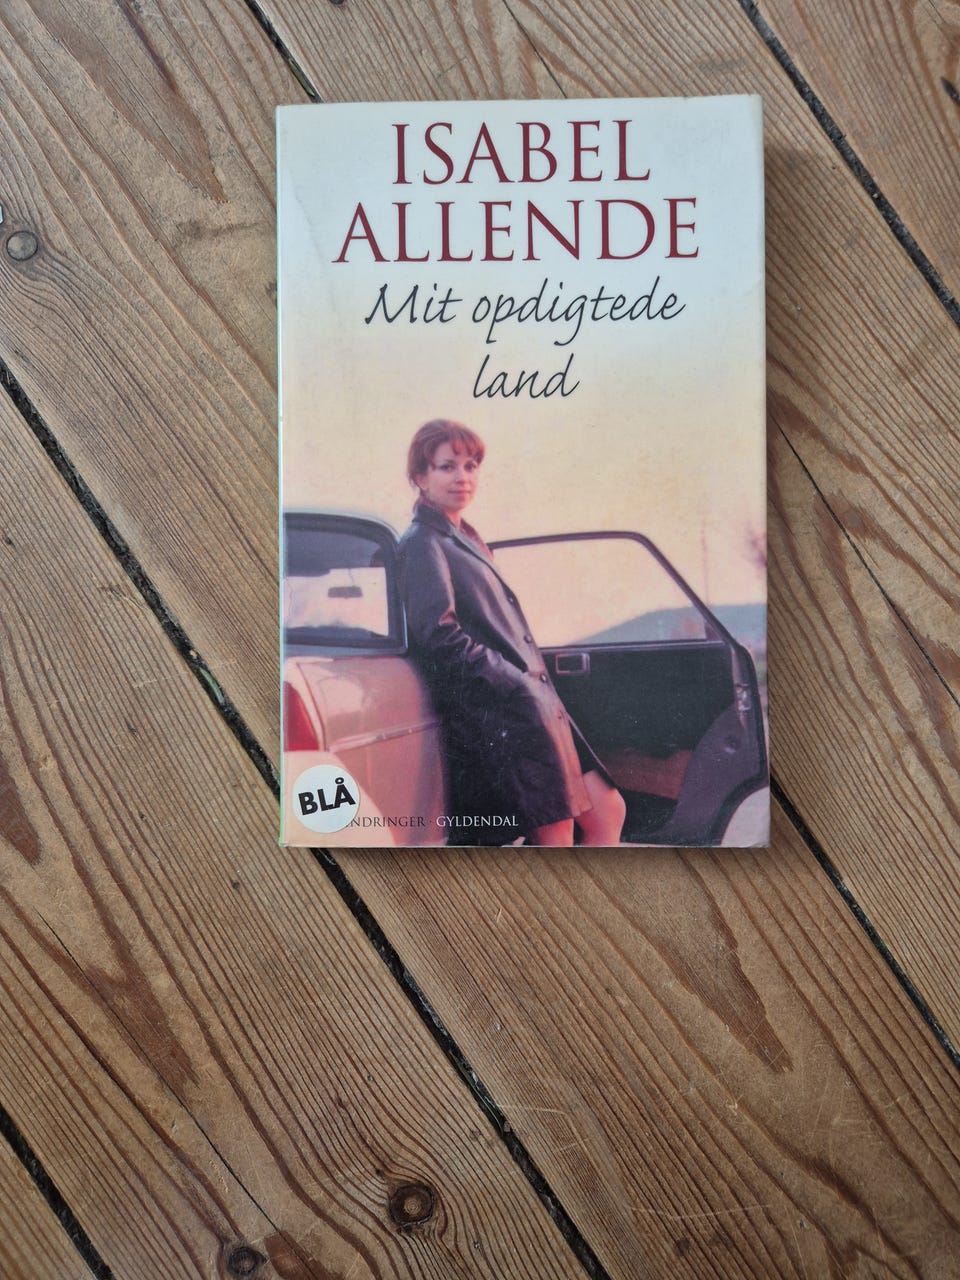 ISABEL
ALLENDE
Mit opdigtede
land
BLÅ
GYLDENDAL